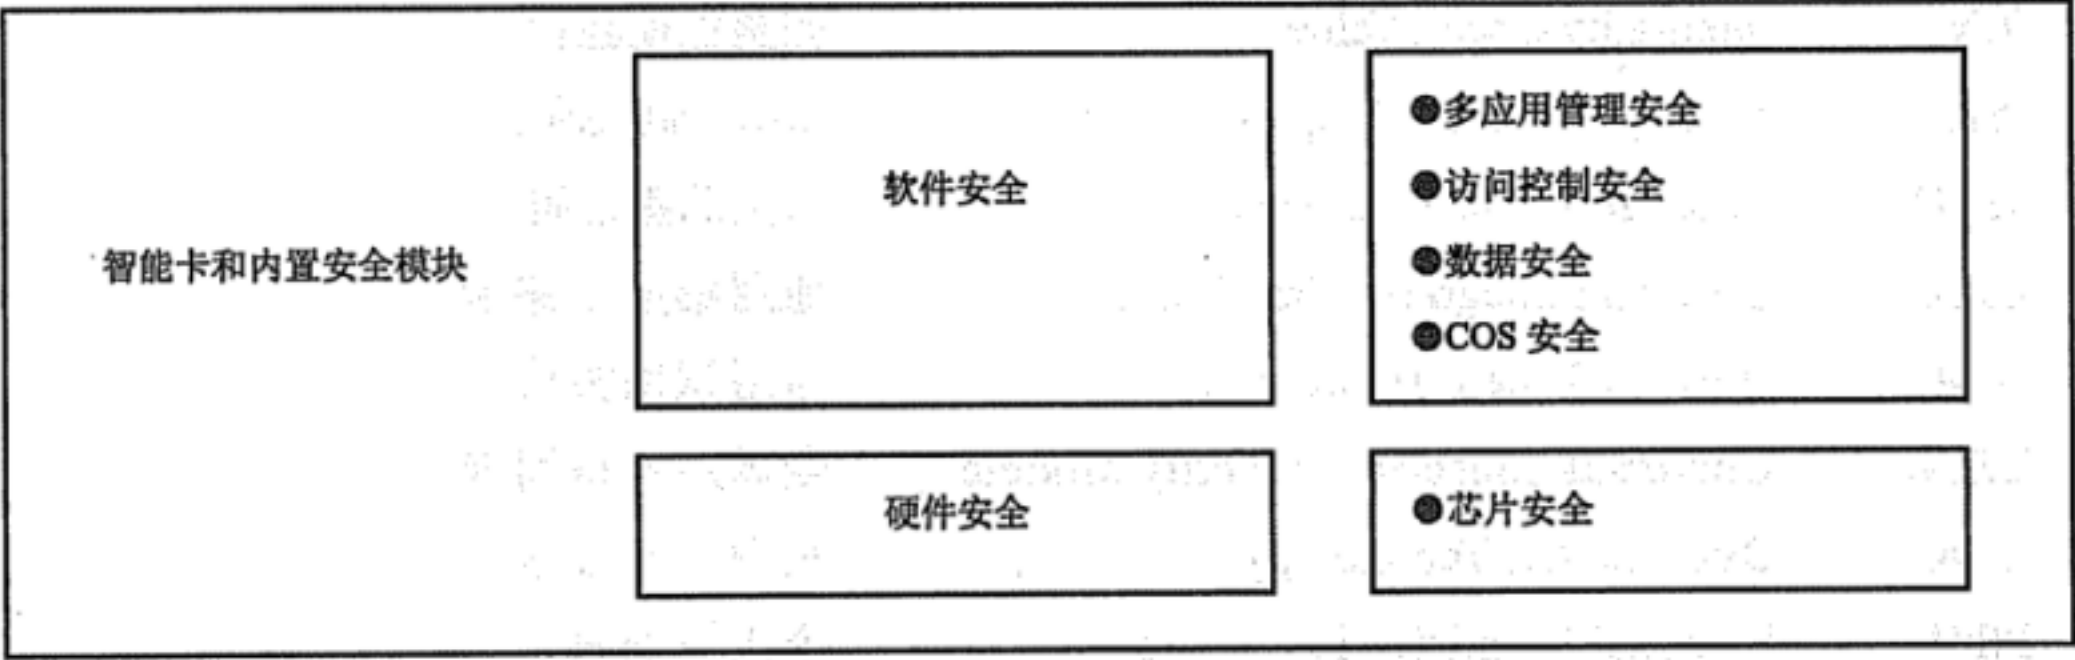 智能卡和内置安全模块
软件安全
●多应用管理安全
●访问控制安全
●数据安全
●COS 安全
硬件安全
●芯片安全